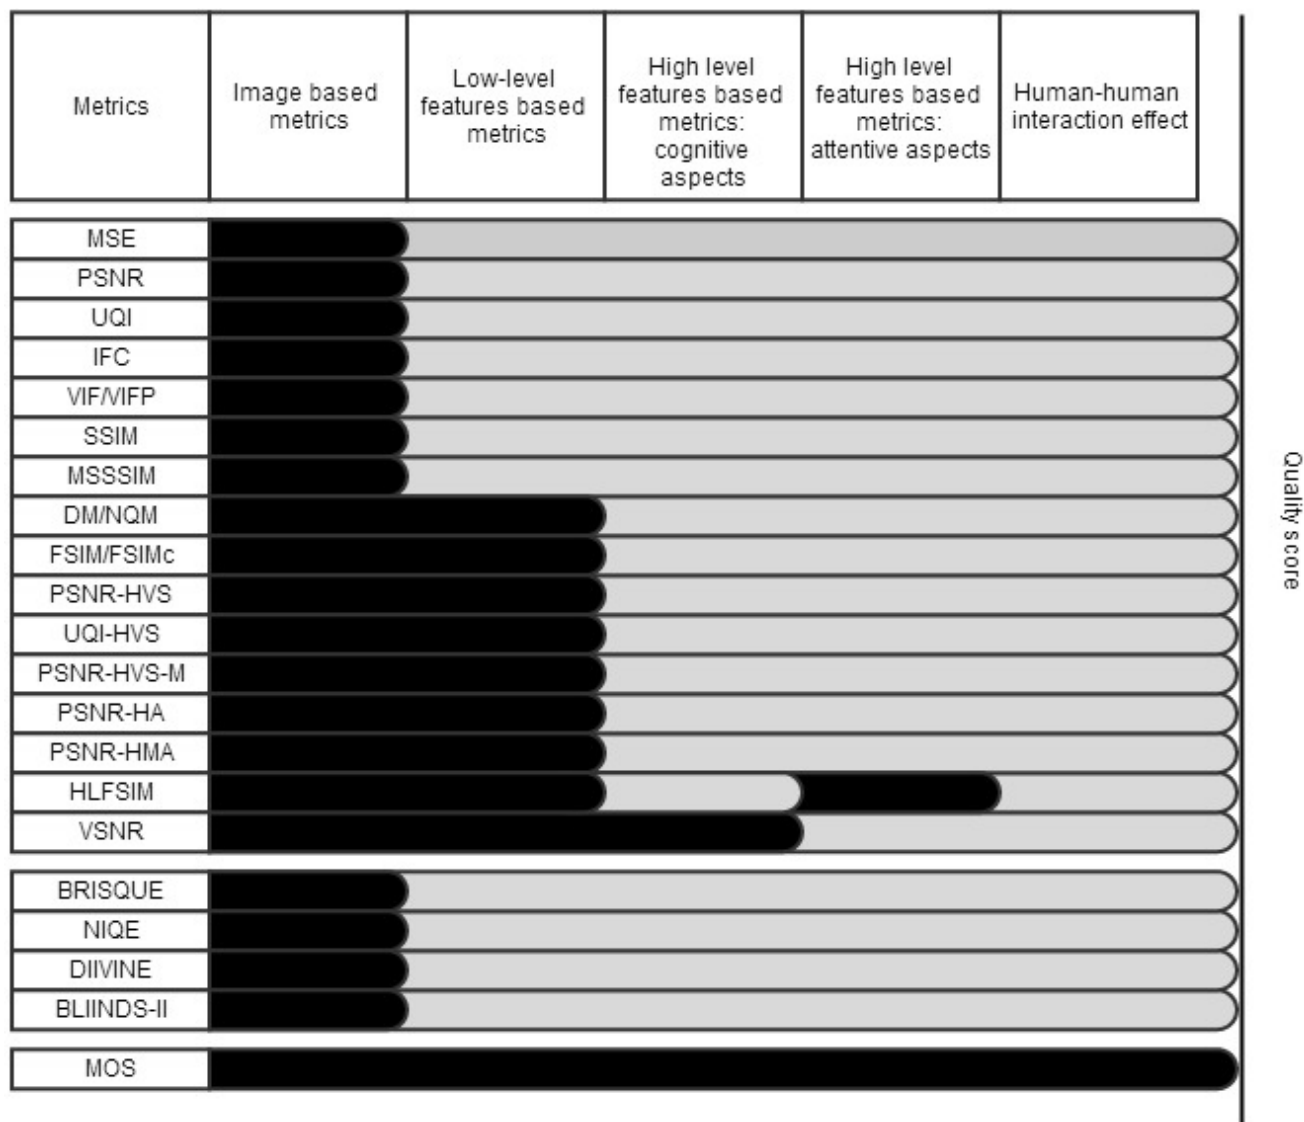 Metrics
Image based
metrics
Low-level
features based
metrics
High level
features based
metrics:
cognitive
aspects
High level
features based
metrics:
attentive aspects
Human-human
interaction effect
MSE
PSNR
UQI
IFC
VIF/VIFP
SSIM
MSSSIM
DM/NQM
FSIM/FSIMc
PSNR-HVS
UQI-HVS
PSNR-HVS-M
PSNR-HA
PSNR-HMA
HLFSIM
VSNR
BRISQUE
NIQE
DIIVINE
BLIINDS-II
MOS
Quality score